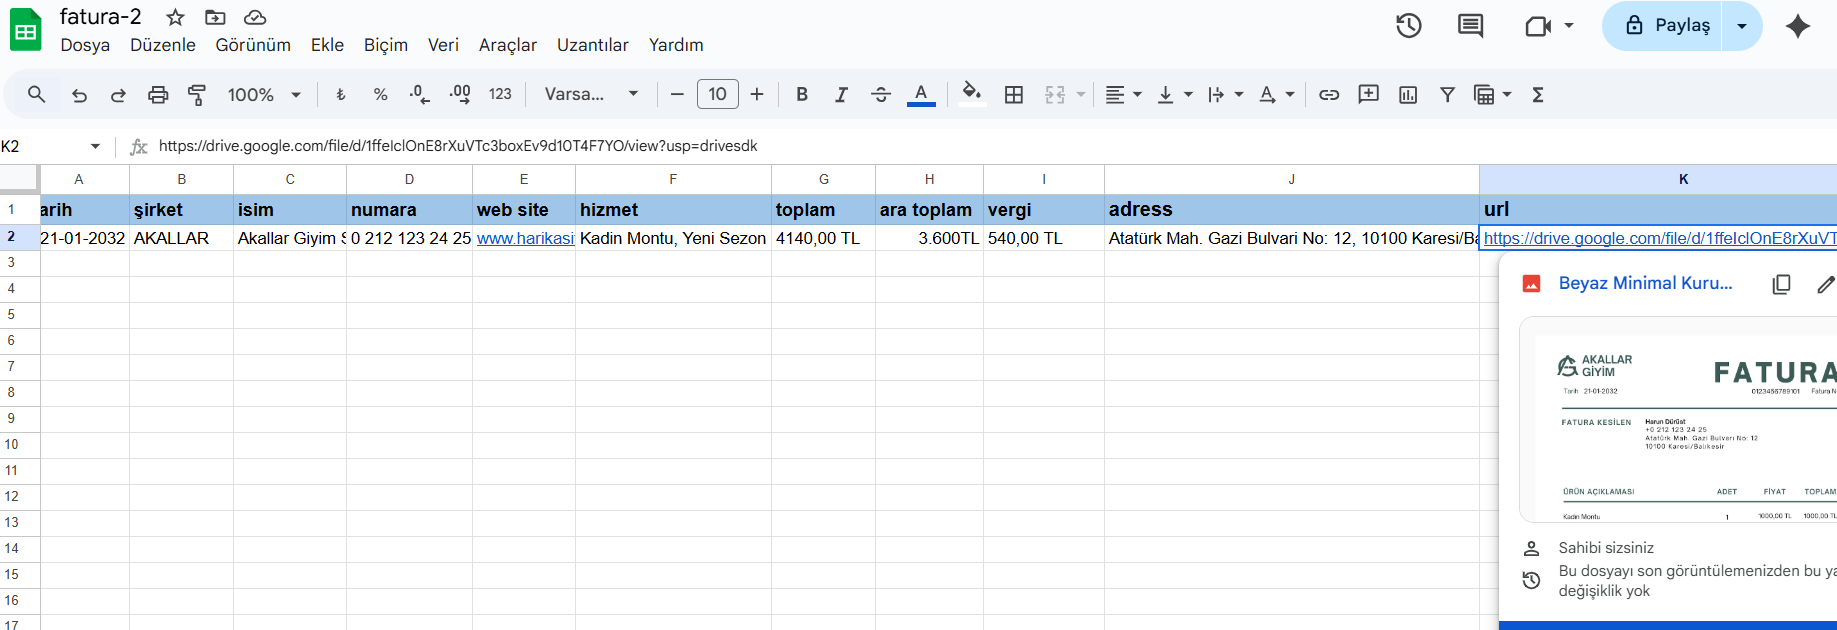 fatura-2
Dosya Düzenle Görünüm Ekle Biçim Veri Araçlar Uzantılar Yardım
Paylaş
100% ₺ % .0 .00 123 Varsa... 10 B I A
K2 fx https://drive.google.com/file/d/1ffeIclOnE8rXuVTc3boxEv9d10T4F7YO/view?usp=drivesdk
A B C D E F G H I J K
1 arih şirket isim numara web site hizmet toplam ara toplam vergi adress url
2 21-01-2032 AKALLAR Akallar Giyim S 0 212 123 24 25 www.harikasi Kadin Montu, Yeni Sezon 4140,00 TL 3.600TL 540,00 TL Atatürk Mah. Gazi Bulvari No: 12, 10100 Karesi/Ba https://drive.google.com/file/d/1ffeIclOnE8rXuVT
3
4
5
6
7
8
9
10
11
12
13
14
15
16
17
Beyaz Minimal Kuru...
AKALLAR
GİYİM
FATURA
Tarih 21-01-2032
0123456789101 Fatura N
FATURA KESİLEN
Harun Dürüst
+0 212 123 24 25
Atatürk Mah. Gazi Bulvarı No: 12
10100 Karesi/Balıkesir
ÜRÜN AÇIKLAMASI ADET FİYAT TOPLAM
Kadın Montu 1 1000,00 TL 1000,00 TL
Sahibi sizsiniz
Bu dosyayı son görüntülemenizden bu ya
değişiklik yok